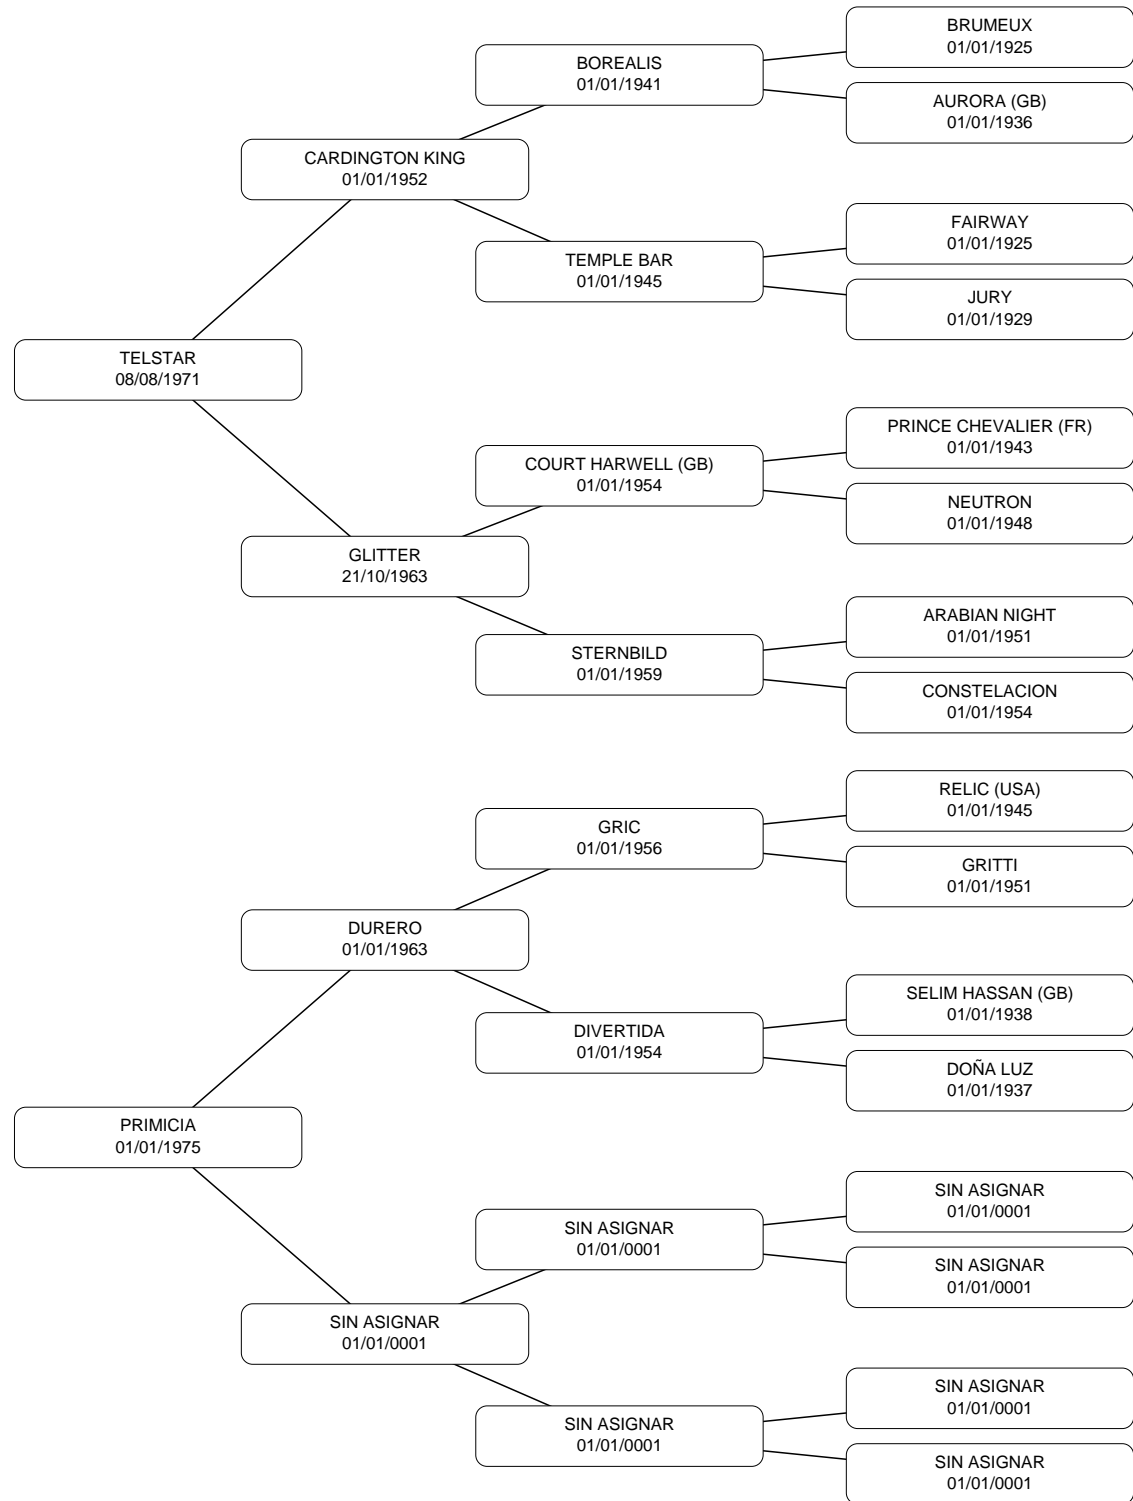 BRUMEUX
01/01/1925
BOREALIS
01/01/1941
AURORA (GB)
01/01/1936
CARDINGTON KING
01/01/1952
FAIRWAY
01/01/1925
TEMPLE BAR
01/01/1945
JURY
01/01/1929
TELSTAR
08/08/1971
PRINCE CHEVALIER (FR)
01/01/1943
COURT HARWELL (GB)
01/01/1954
NEUTRON
01/01/1948
GLITTER
21/10/1963
ARABIAN NIGHT
01/01/1951
STERNBILD
01/01/1959
CONSTELACION
01/01/1954
RELIC (USA)
01/01/1945
GRIC
01/01/1956
GRITTI
01/01/1951
DURERO
01/01/1963
SELIM HASSAN (GB)
01/01/1938
DIVERTIDA
01/01/1954
DOÑA LUZ
01/01/1937
PRIMICIA
01/01/1975
SIN ASIGNAR
01/01/0001
SIN ASIGNAR
01/01/0001
SIN ASIGNAR
01/01/0001
SIN ASIGNAR
01/01/0001
SIN ASIGNAR
01/01/0001
SIN ASIGNAR
01/01/0001
SIN ASIGNAR
01/01/0001